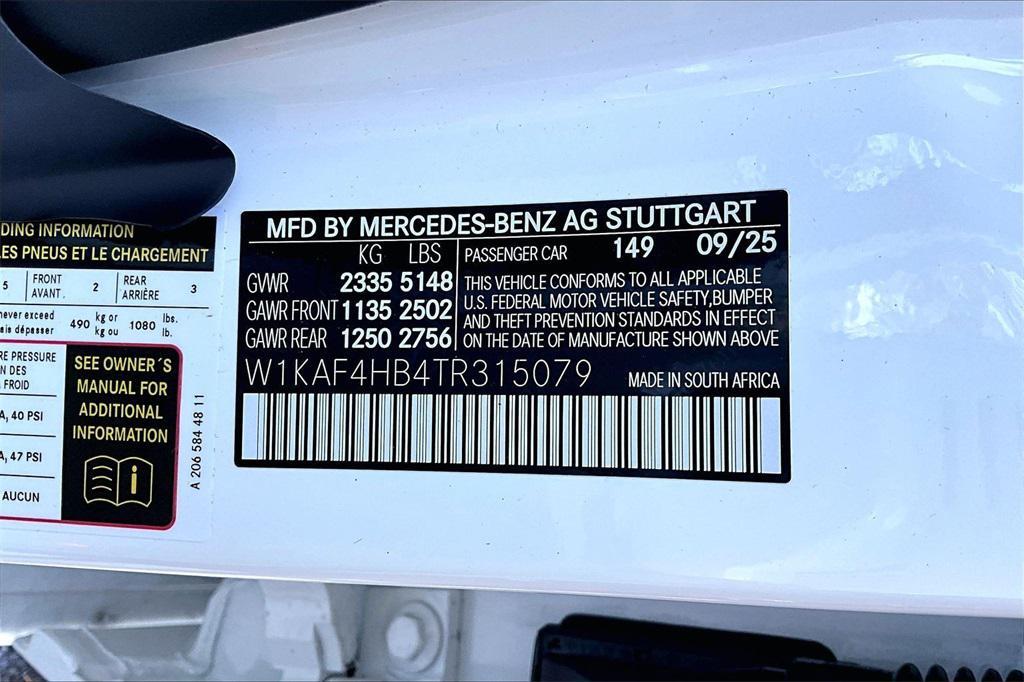 DING INFORMATION
LES PNEUS ET LE CHARGEMENT
5 FRONT AVANT. 2 REAR ARRIÈRE 3
never exceed
mais dépasser 490 kg or kg ou 1080 lbs. lb.
RE PRESSURE
N DES
FROID
A, 40 PSI
A, 47 PSI
AUCUN
SEE OWNER´S
MANUAL FOR
ADDITIONAL
INFORMATION
A 206 584 48 11
MFD BY MERCEDES-BENZ AG STUTTGART
KG LBS
GVWR 2335 5148
GAWR FRONT 1135 2502
GAWR REAR 1250 2756
PASSENGER CAR 149 09/25
THIS VEHICLE CONFORMS TO ALL APPLICABLE
U.S. FEDERAL MOTOR VEHICLE SAFETY,BUMPER
AND THEFT PREVENTION STANDARDS IN EFFECT
ON THE DATE OF MANUFACTURE SHOWN ABOVE
W1KAF4HB4TR315079
MADE IN SOUTH AFRICA